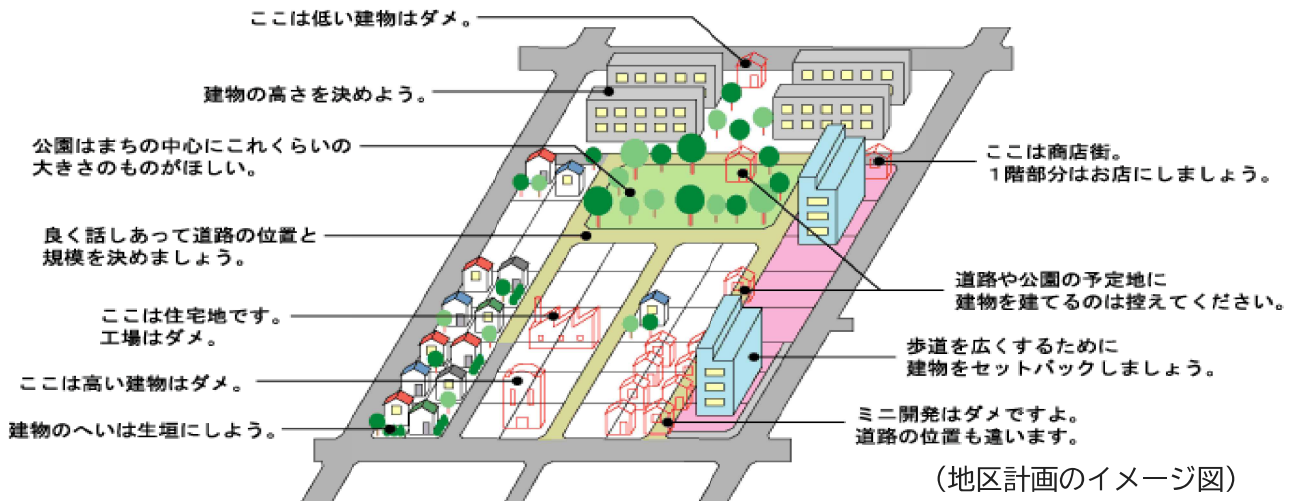 ここは低い建物はダメ。
建物の高さを決めよう。
公園はまちの中心にこれくらいの
大きさのものがほしい。
良く話しあって道路の位置と
規模を決めましょう。
ここは住宅地です。
工場はダメ。
ここは高い建物はダメ。
建物のへいは生垣にしよう。
ここは商店街。
１階部分はお店にしましょう。
道路や公園の予定地に
建物を建てるのは控えてください。
歩道を広くするために
建物をセットバックしましょう。
ミニ開発はダメですよ。
道路の位置も違います。
（地区計画のイメージ図）